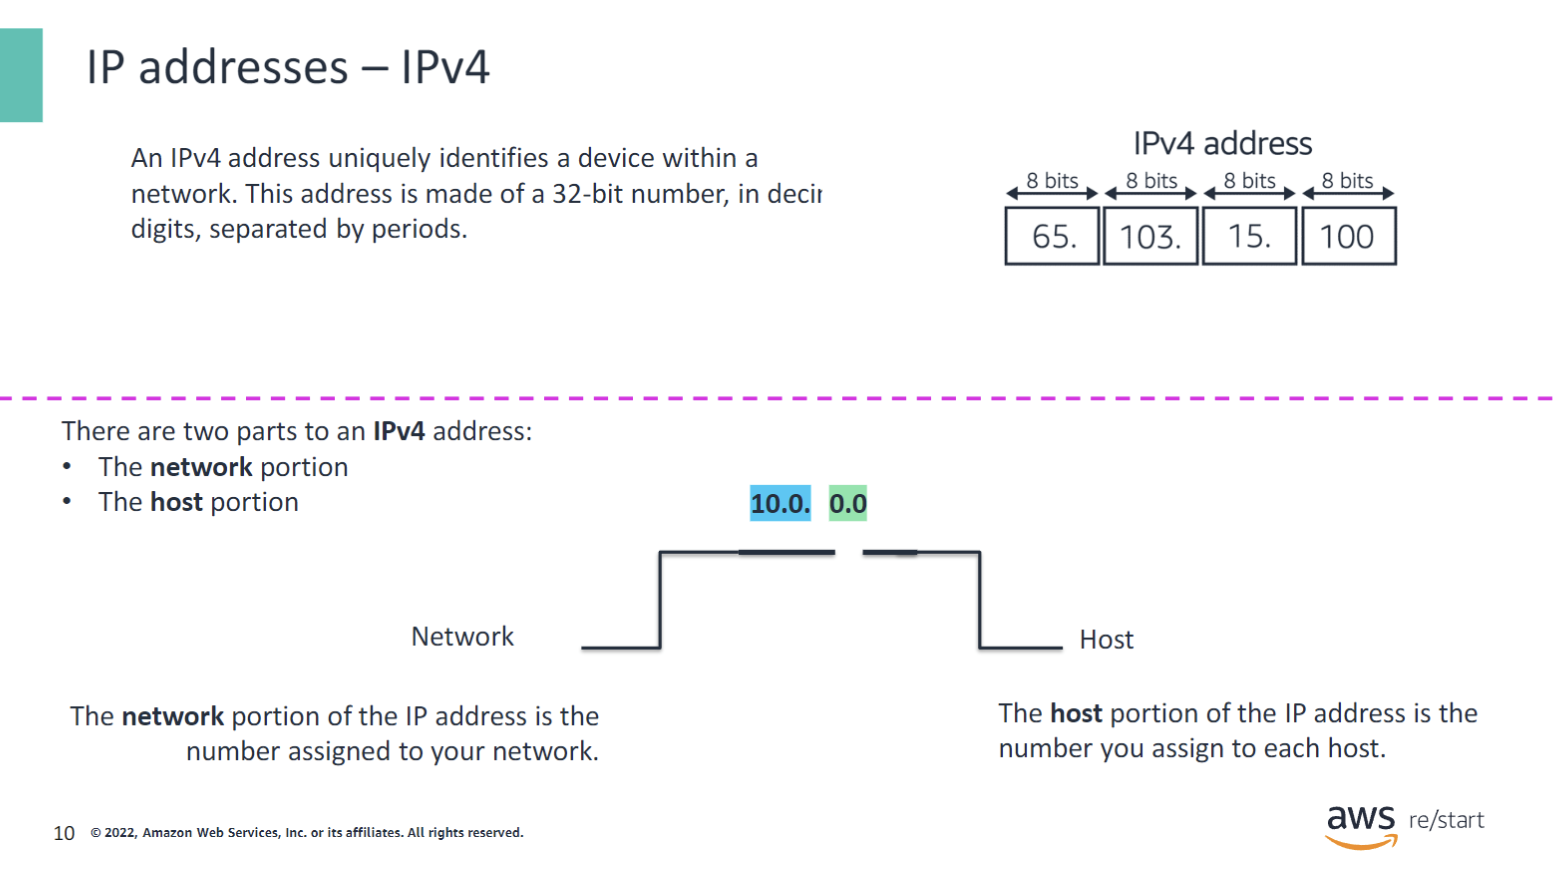 IP addresses – IPv4
An IPv4 address uniquely identifies a device within a
network. This address is made of a 32-bit number, in
digits, separated by periods.
IPv4 address
8 bits 8 bits 8 bits 8 bits
65. 103. 15. 100
There are two parts to an IPv4 address:
• The network portion
• The host portion
10.0. 0.0
Network
Host
The network portion of the IP address is the
number assigned to your network.
The host portion of the IP address is the
number you assign to each host.
10 © 2022, Amazon Web Services, Inc. or its affiliates. All rights reserved.
aws re/start